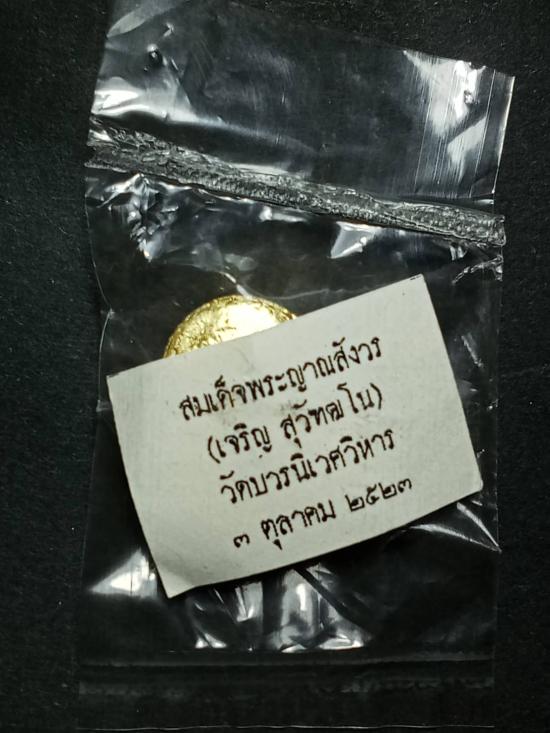 สมเด็จพระญาณสังวร
(เจริญ สุวัฑฒโน)
วัดบวรนิเวศวิหาร
๓ ตุลาคม ๒๕๒๓